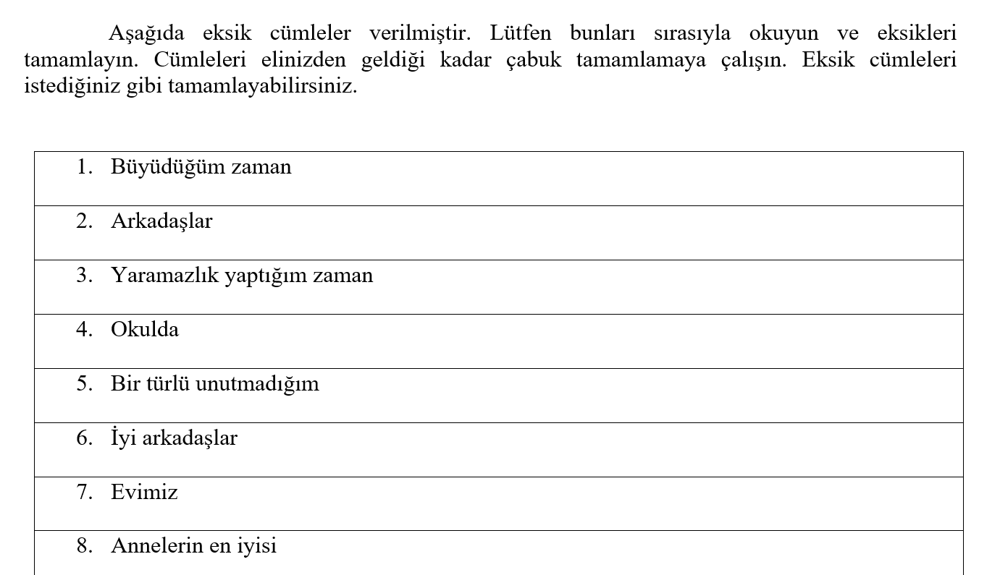 Aşağıda eksik cümleler verilmiştir. Lütfen bunları sırasıyla okuyun ve eksikleri
tamamlayın. Cümleleri elinizden geldiği kadar çabuk tamamlamaya çalışın. Eksik cümleleri
istediğiniz gibi tamamlayabilirsiniz.
1. Büyüdüğüm zaman
2. Arkadaşlar
3. Yaramazlık yaptığım zaman
4. Okulda
5. Bir türlü unutmadığım
6. İyi arkadaşlar
7. Evimiz
8. Annelerin en iyisi